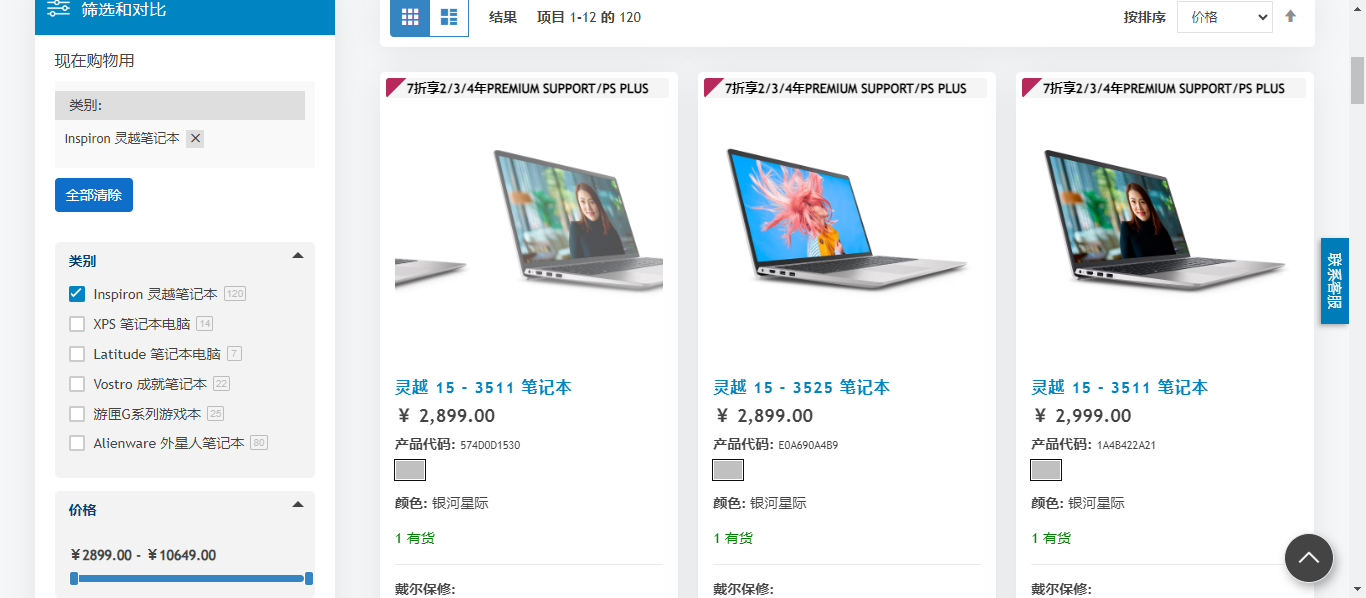 筛选和对比
现在购物用
类别:
Inspiron 灵越笔记本
全部清除
类别
Inspiron 灵越笔记本 120
XPS 笔记本电脑 14
Latitude 笔记本电脑 7
Vostro 成就笔记本 22
游匣G系列游戏本 25
Alienware 外星人笔记本 80
价格
￥2899.00 - ￥10649.00
结果 项目 1-12 的 120
按排序 价格
7折享2/3/4年PREMIUM SUPPORT/PS PLUS
灵越 15 - 3511 笔记本
￥ 2,899.00
产品代码: 574D0D1530
颜色: 银河星际
1 有货
戴尔保修:
7折享2/3/4年PREMIUM SUPPORT/PS PLUS
灵越 15 - 3525 笔记本
￥ 2,899.00
产品代码: E0A690A4B9
颜色: 银河星际
1 有货
戴尔保修:
7折享2/3/4年PREMIUM SUPPORT/PS PLUS
灵越 15 - 3511 笔记本
￥ 2,999.00
产品代码: 1A4B422A21
颜色: 银河星际
1 有货
戴尔保修:
联系客服